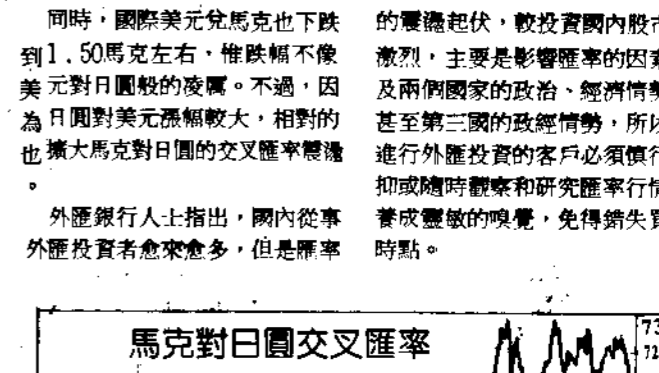 同時，國際美元兌馬克也下跌
到1.50馬克左右，惟跌幅不像
美元對日圓般的凌厲。不過，因
為日圓對美元漲幅較大，相對的
也擴大馬克對日圓的交叉匯率震盪
。
外匯銀行人士指出，國內從事
外匯投資者愈來愈多，但是匯率
的震盪起伏，較投資國內股市
激烈，主要是影響匯率的因素
及兩個國家的政治、經濟情勢
甚至第三國的政經情勢，所以
進行外匯投資的客戶必須慎行
抑或隨時觀察和研究匯率行情
養成靈敏的嗅覺，免得錯失買
時點。
馬克對日圓交叉匯率
73
72